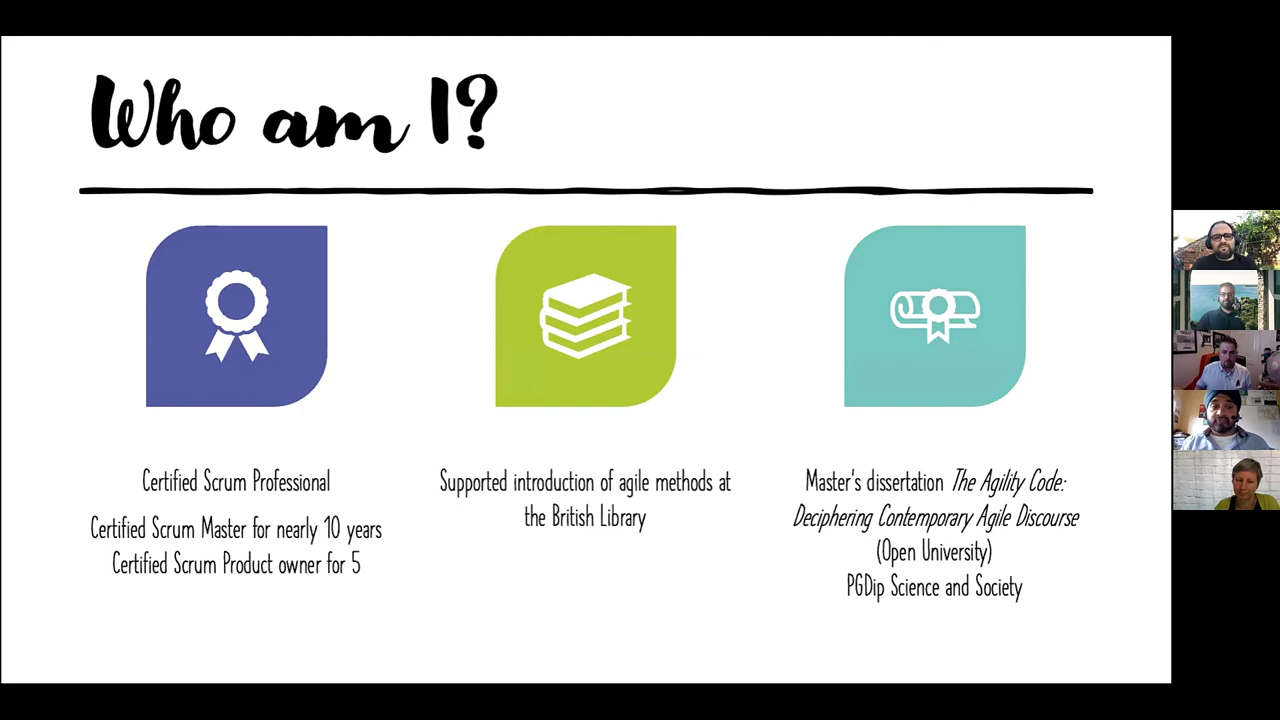 Who am I?
Certified Scrum Professional
Certified Scrum Master for nearly 10 years
Certified Scrum Product owner for 5
Supported introduction of agile methods at
the British Library
Master's dissertation The Agility Code:
Deciphering Contemporary Agile Discourse
(Open University)
PGDip Science and Society